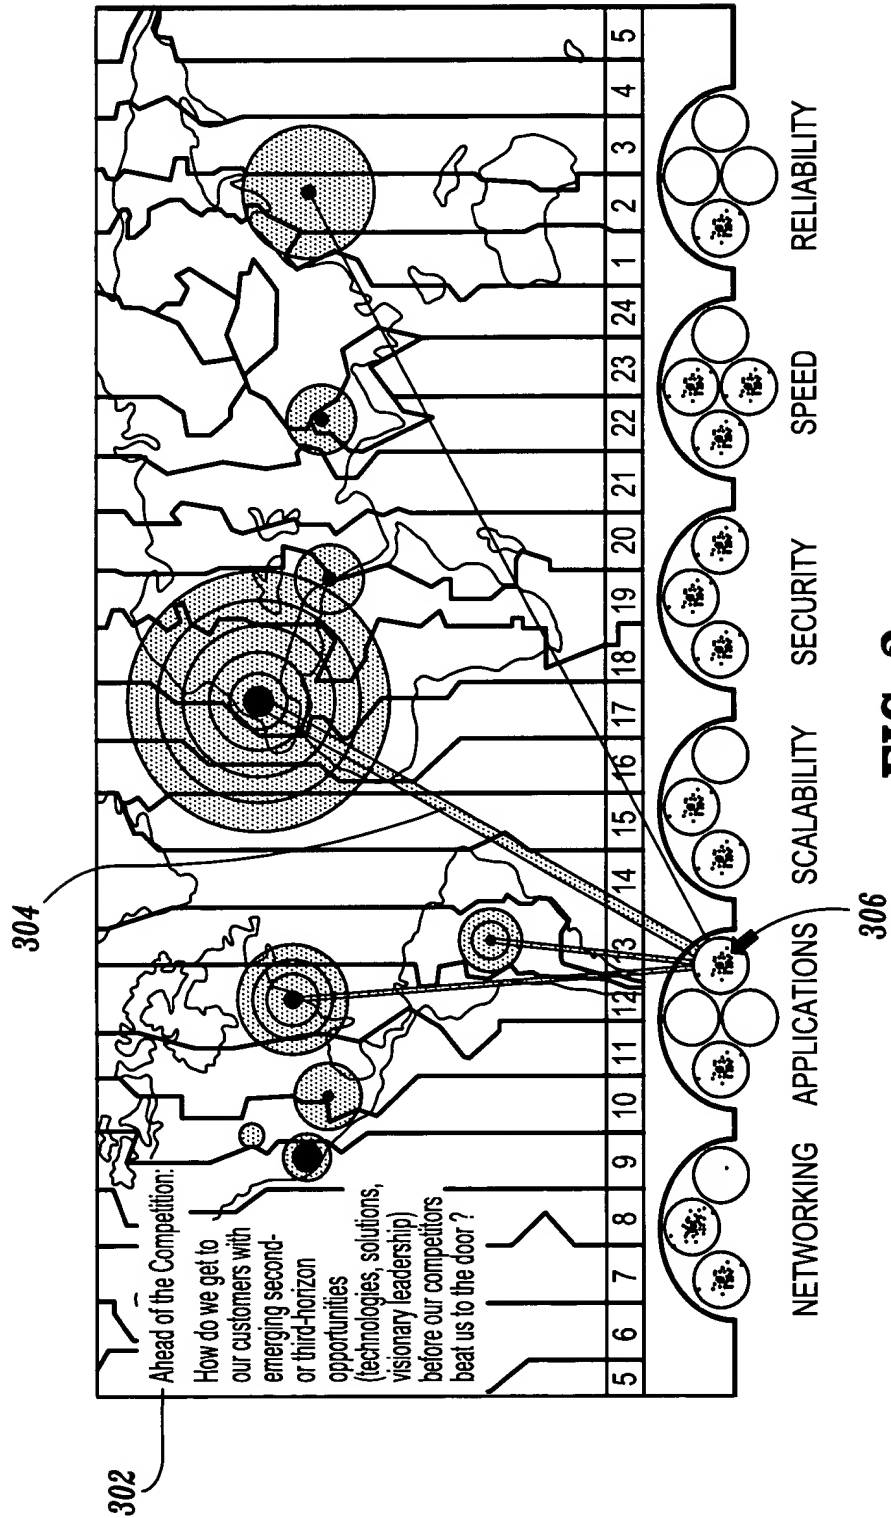 302
304
Ahead of the Competition:
How do we get to
our customers with
emerging second-
or third-horizon
opportunities
(technologies, solutions,
visionary leadership)
before our competitors
beat us to the door ?
5 6 7 8 9 10 11 12 13 14 15 16 17 18 19 20 21 22 23 24 1 2 3 4 5
NETWORKING APPLICATIONS SCALABILITY SECURITY SPEED RELIABILITY
306
FIG.